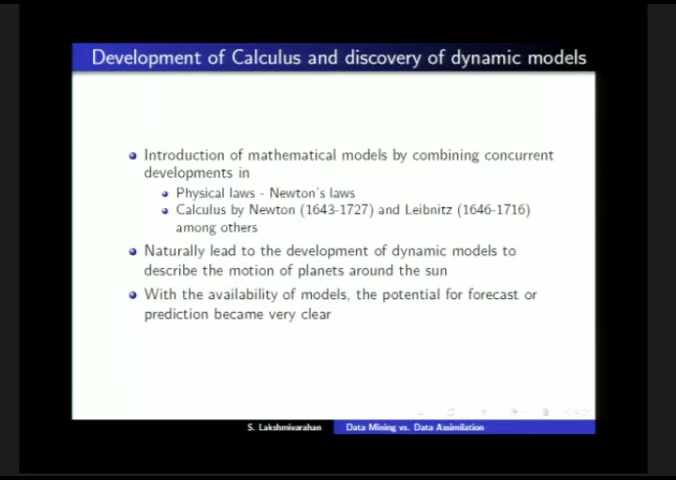 Development of Calculus and discovery of dynamic models
Introduction of mathematical models by combining concurrent
developments in
Physical laws - Newton's laws
Calculus by Newton (1643-1727) and Leibnitz (1646-1716)
among others
Naturally lead to the development of dynamic models to
describe the motion of planets around the sun
With the availability of models, the potential for forecast or
prediction became very clear
S. Lakshmivarahan
Data Mining vs. Data Assimilation